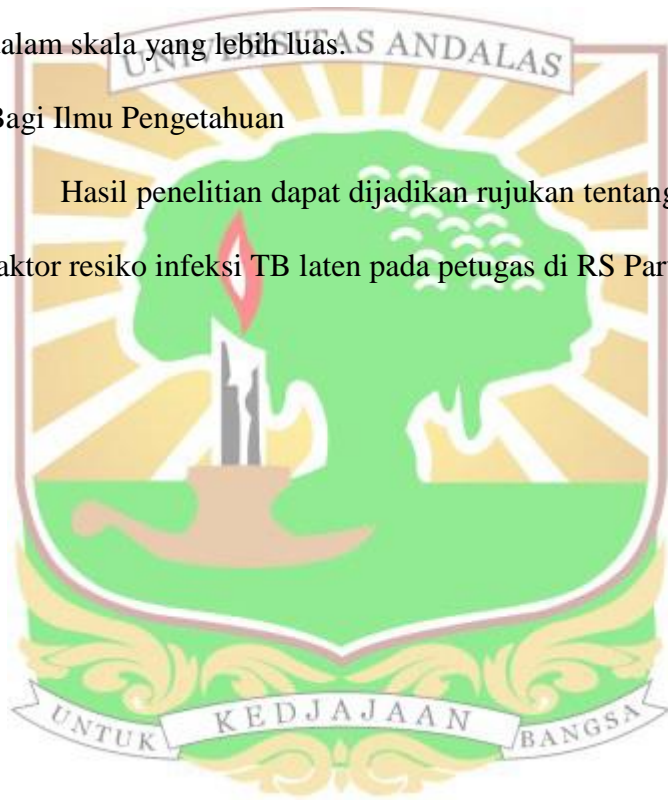 alam skala yang lebih luas.
UNIVERSITAS ANDALAS
Bagi Ilmu Pengetahuan
Hasil penelitian dapat dijadikan rujukan tentang
aktor resiko infeksi TB laten pada petugas di RS Par
UNTUK KEDJAJAAN BANGSA